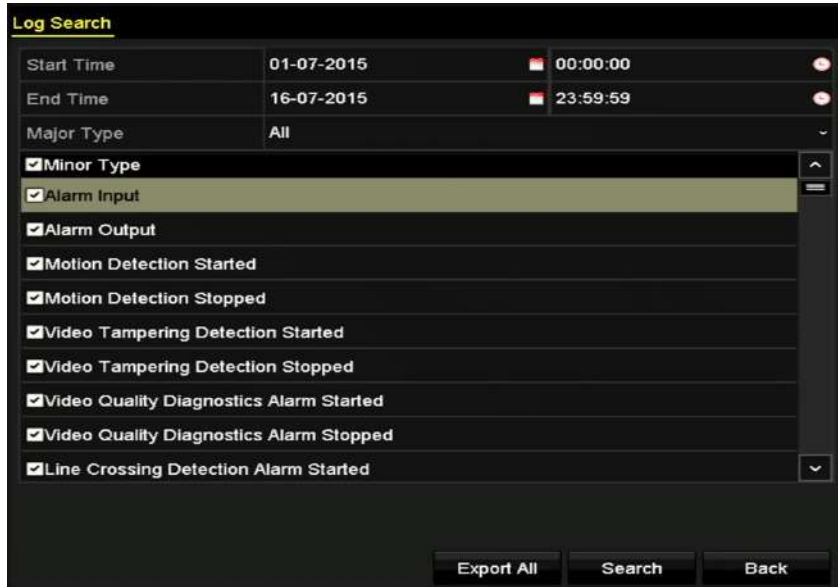 Log Search
Start Time 01-07-2015 00:00:00
End Time 16-07-2015 23:59:59
Major Type All
Minor Type
Alarm Input
Alarm Output
Motion Detection Started
Motion Detection Stopped
Video Tampering Detection Started
Video Tampering Detection Stopped
Video Quality Diagnostics Alarm Started
Video Quality Diagnostics Alarm Stopped
Line Crossing Detection Alarm Started
Export All Search Back